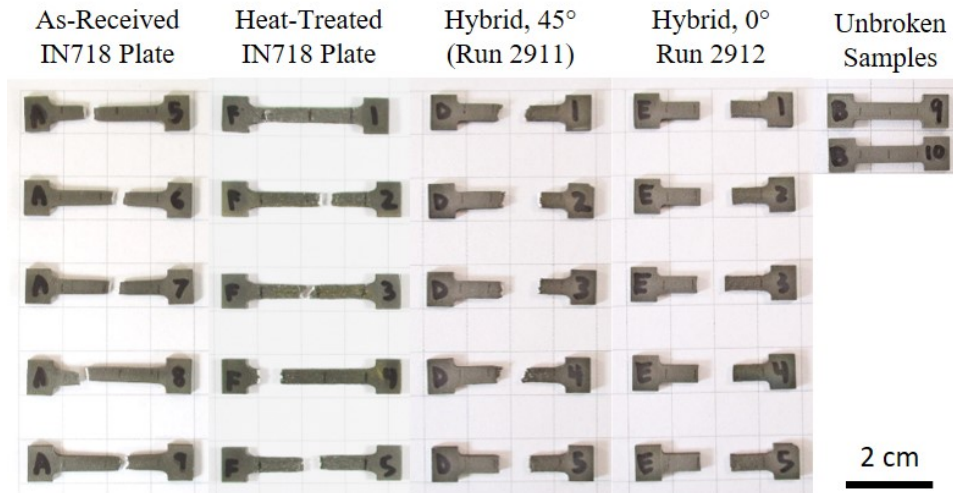 As-Received
IN718 Plate
Heat-Treated
IN718 Plate
Hybrid, 45°
(Run 2911)
Hybrid, 0°
Run 2912
Unbroken
Samples
A 5
F 1
D 1
E 1
B 9
B 10
A 6
F 2
D 2
E 2
A 7
F 3
D 3
E 3
A 8
F 4
D 4
E 4
A 9
F 5
D 5
E 5
2 cm